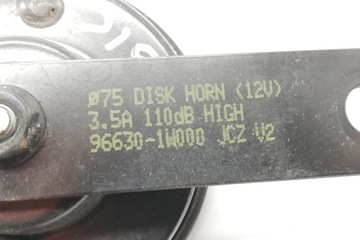 ø75 DISK HORN (12V)
3.5A 110dB HIGH
96630-1W000 JCZ V2